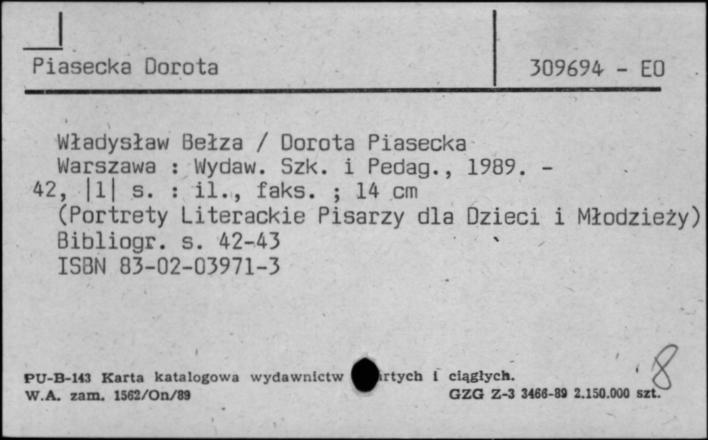 Piasecka Dorota
309694 - EO
Władysław Bełza / Dorota Piasecka
Warszawa : Wydaw. Szk. i Pedag., 1989. -
42, |1| s. : il., faks. ; 14 cm
(Portrety Literackie Pisarzy dla Dzieci i Młodzieży)
Bibliogr. s. 42-43
ISBN 83-02-03971-3
8
PU-B-143 Karta katalogowa wydawnictw rtych i ciągłych.
W.A. zam. 1562/On/89
GZG Z-3 3466-89 2.150.000 szt.